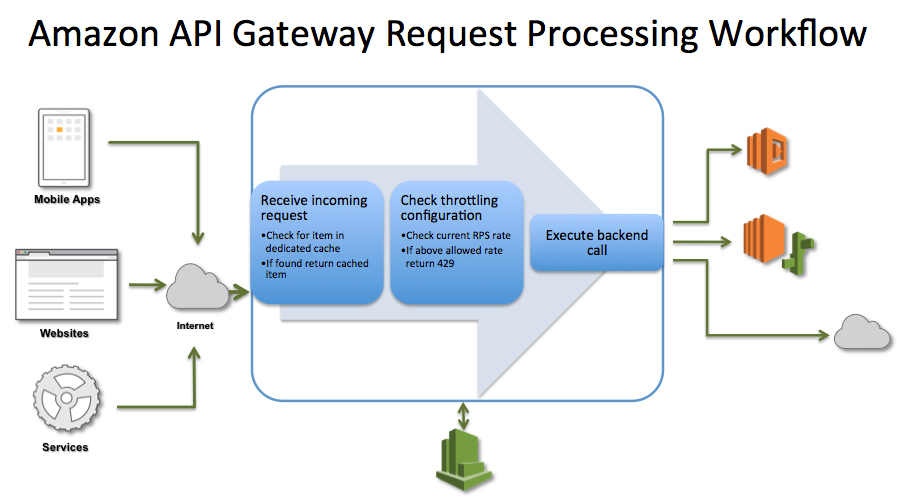 Amazon API Gateway Request Processing Workflow
Mobile Apps
Websites
Services
Internet
Receive incoming
request
•Check for item in
dedicated cache
•If found return cached
item
Check throttling
configuration
•Check current RPS rate
•If above allowed rate
return 429
Execute backend
call